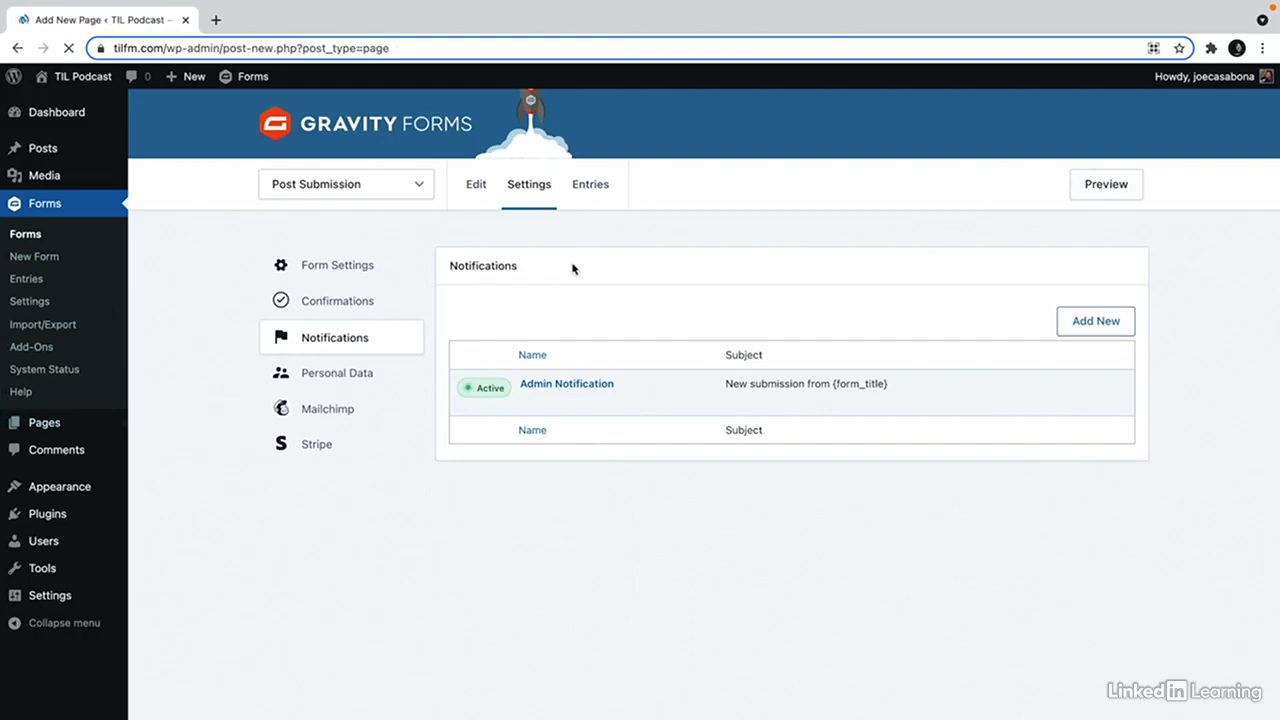 Add New Page ‹ TIL Podcast –
tilfm.com/wp-admin/post-new.php?post_type=page
TIL Podcast
0
New
Forms
Howdy, joecasabona
Dashboard
Posts
Media
Forms
Forms
New Form
Entries
Settings
Import/Export
Add-Ons
System Status
Help
Pages
Comments
Appearance
Plugins
Users
Tools
Settings
Collapse menu
GRAVITY FORMS
Post Submission
Edit
Settings
Entries
Preview
Form Settings
Confirmations
Notifications
Personal Data
Mailchimp
Stripe
Notifications
Add New
Name Subject
Active Admin Notification New submission from {form_title}
Name Subject
LinkedIn Learning